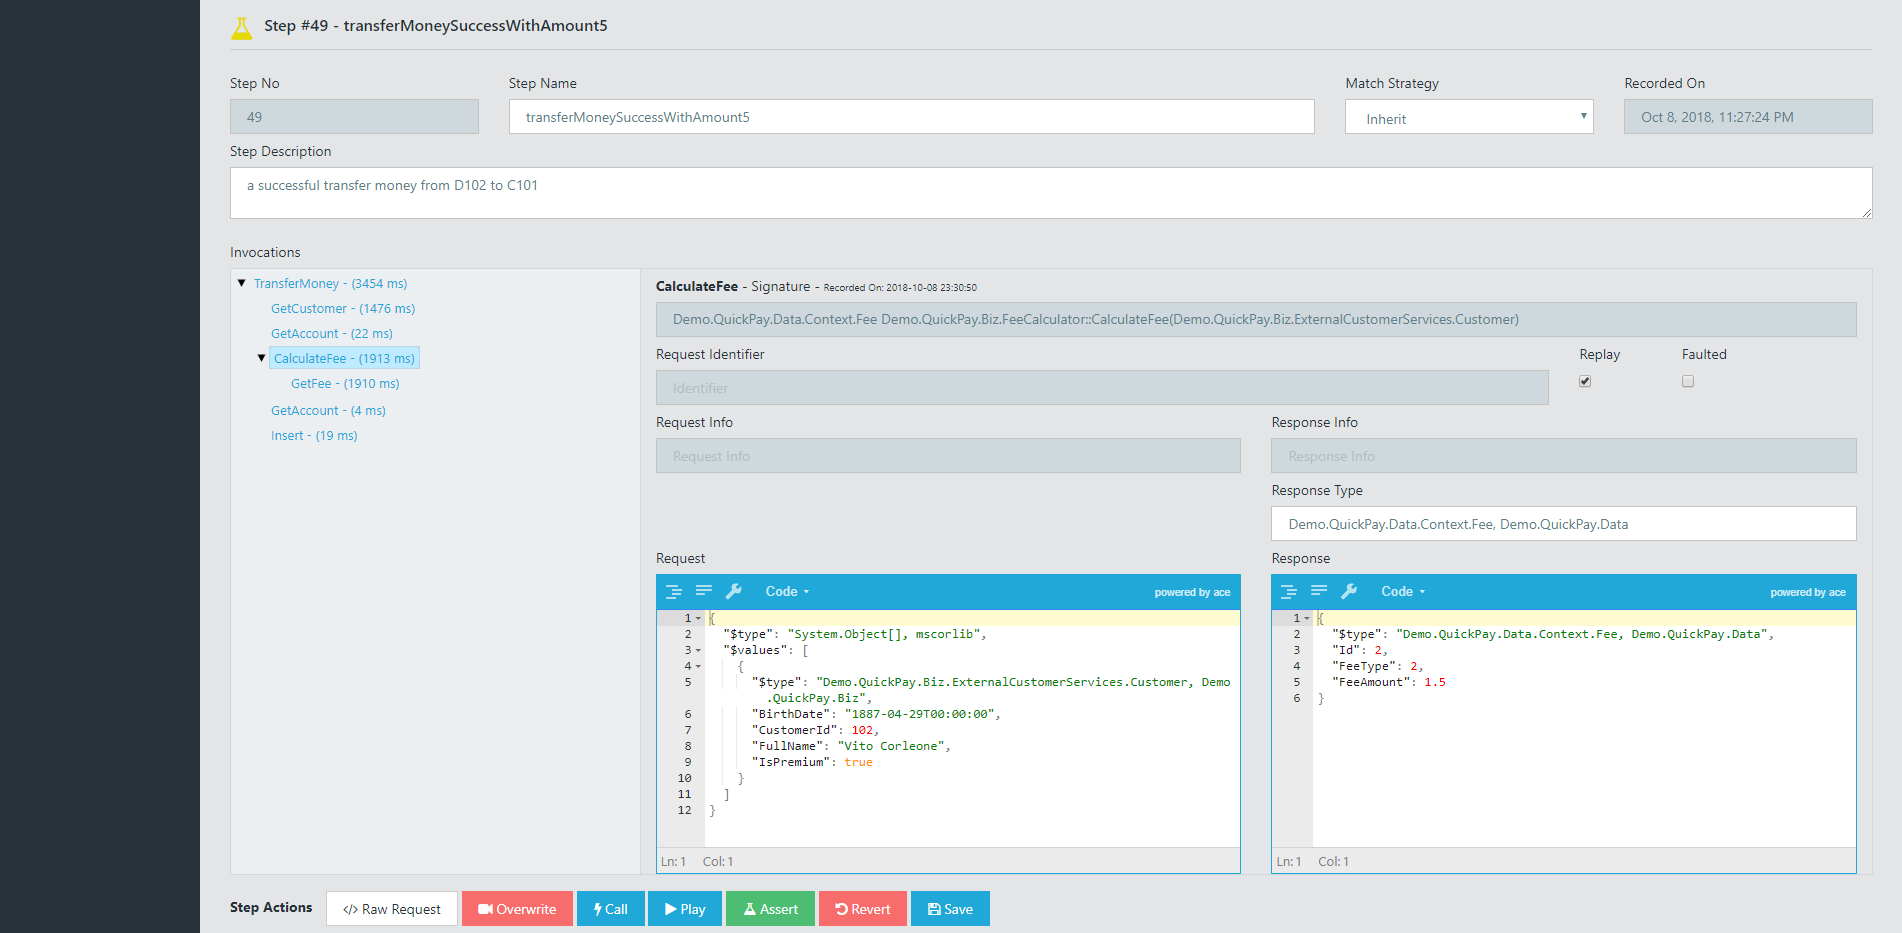 Step #49 - transferMoneySuccessWithAmount5
Step No
Step Name
Match Strategy
Recorded On
49
transferMoneySuccessWithAmount5
Inherit
Oct 8, 2018, 11:27:24 PM
Step Description
a successful transfer money from D102 to C101
Invocations
TransferMoney - (3454 ms)
GetCustomer - (1476 ms)
GetAccount - (22 ms)
CalculateFee - (1913 ms)
GetFee - (1910 ms)
GetAccount - (4 ms)
Insert - (19 ms)
CalculateFee - Signature - Recorded On: 2018-10-08 23:30:50
Demo.QuickPay.Data.Context.Fee Demo.QuickPay.Biz.FeeCalculator::CalculateFee(Demo.QuickPay.Biz.ExternalCustomerServices.Customer)
Request Identifier
Replay
Faulted
Identifier
Request Info
Response Info
Request Info
Response Info
Response Type
Demo.QuickPay.Data.Context.Fee, Demo.QuickPay.Data
Request
Code
powered by ace
1 {
2 "$type": "System.Object[], mscorlib",
3 "$values": [
4 {
5 "$type": "Demo.QuickPay.Biz.ExternalCustomerServices.Customer, Demo
.QuickPay.Biz",
6 "BirthDate": "1887-04-29T00:00:00",
7 "CustomerId": 102,
8 "FullName": "Vito Corleone",
9 "IsPremium": true
10 }
11 ]
12 }
Ln: 1 Col: 1
Response
Code
powered by ace
1 {
2 "$type": "Demo.QuickPay.Data.Context.Fee, Demo.QuickPay.Data",
3 "Id": 2,
4 "FeeType": 2,
5 "FeeAmount": 1.5
6 }
Ln: 1 Col: 1
Step Actions
</> Raw Request
Overwrite
Call
Play
Assert
Revert
Save